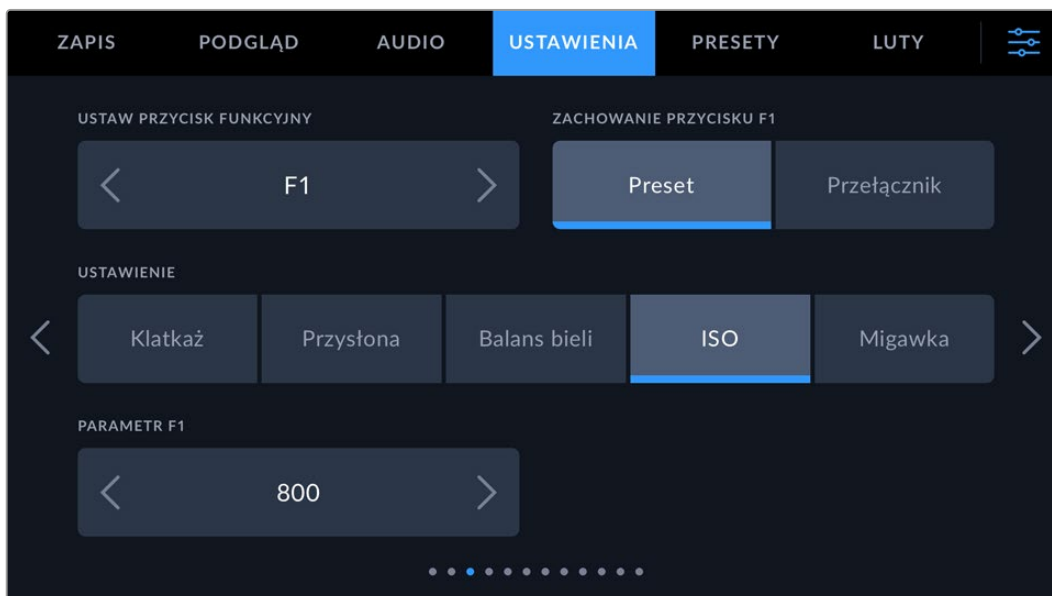 ZAPIS PODGLĄD AUDIO USTAWIENIA PRESETY LUTY
USTAW PRZYCISK FUNKCYJNY ZACHOWANIE PRZYCISKU F1
F1 Preset Przełącznik
USTAWIENIE
Klatkaż Przysłona Balans bieli ISO Migawka
PARAMETR F1
800